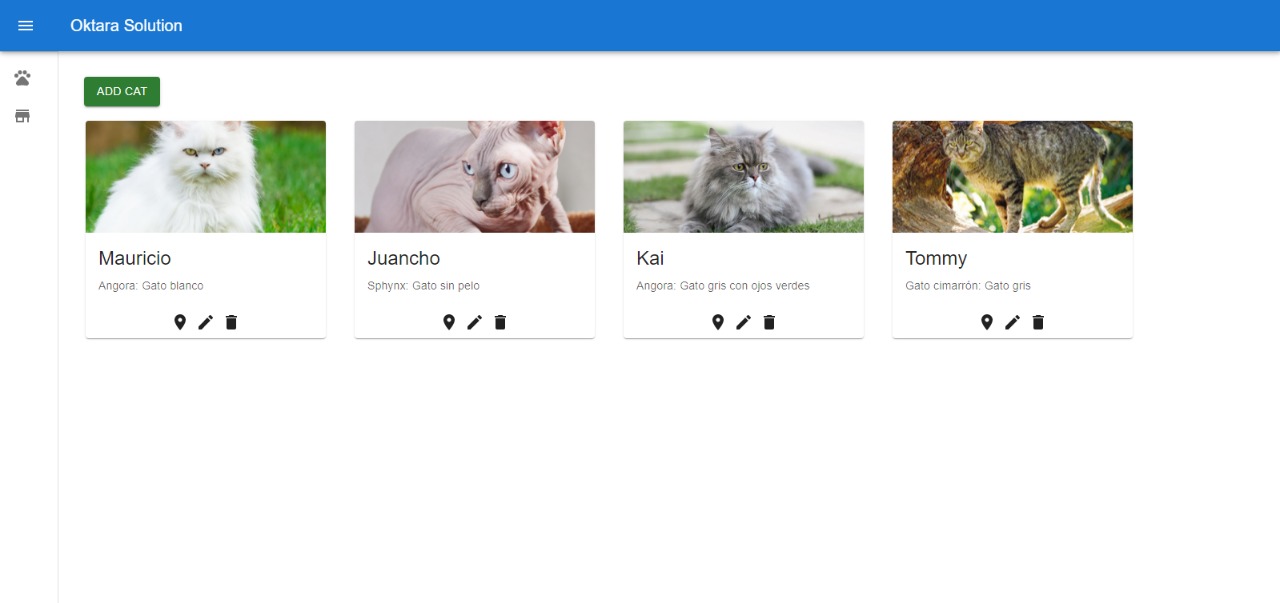 Oktara Solution
ADD CAT
Mauricio
Angora: Gato blanco
Juancho
Sphynx: Gato sin pelo
Kai
Angora: Gato gris con ojos verdes
Tommy
Gato cimarrón: Gato gris